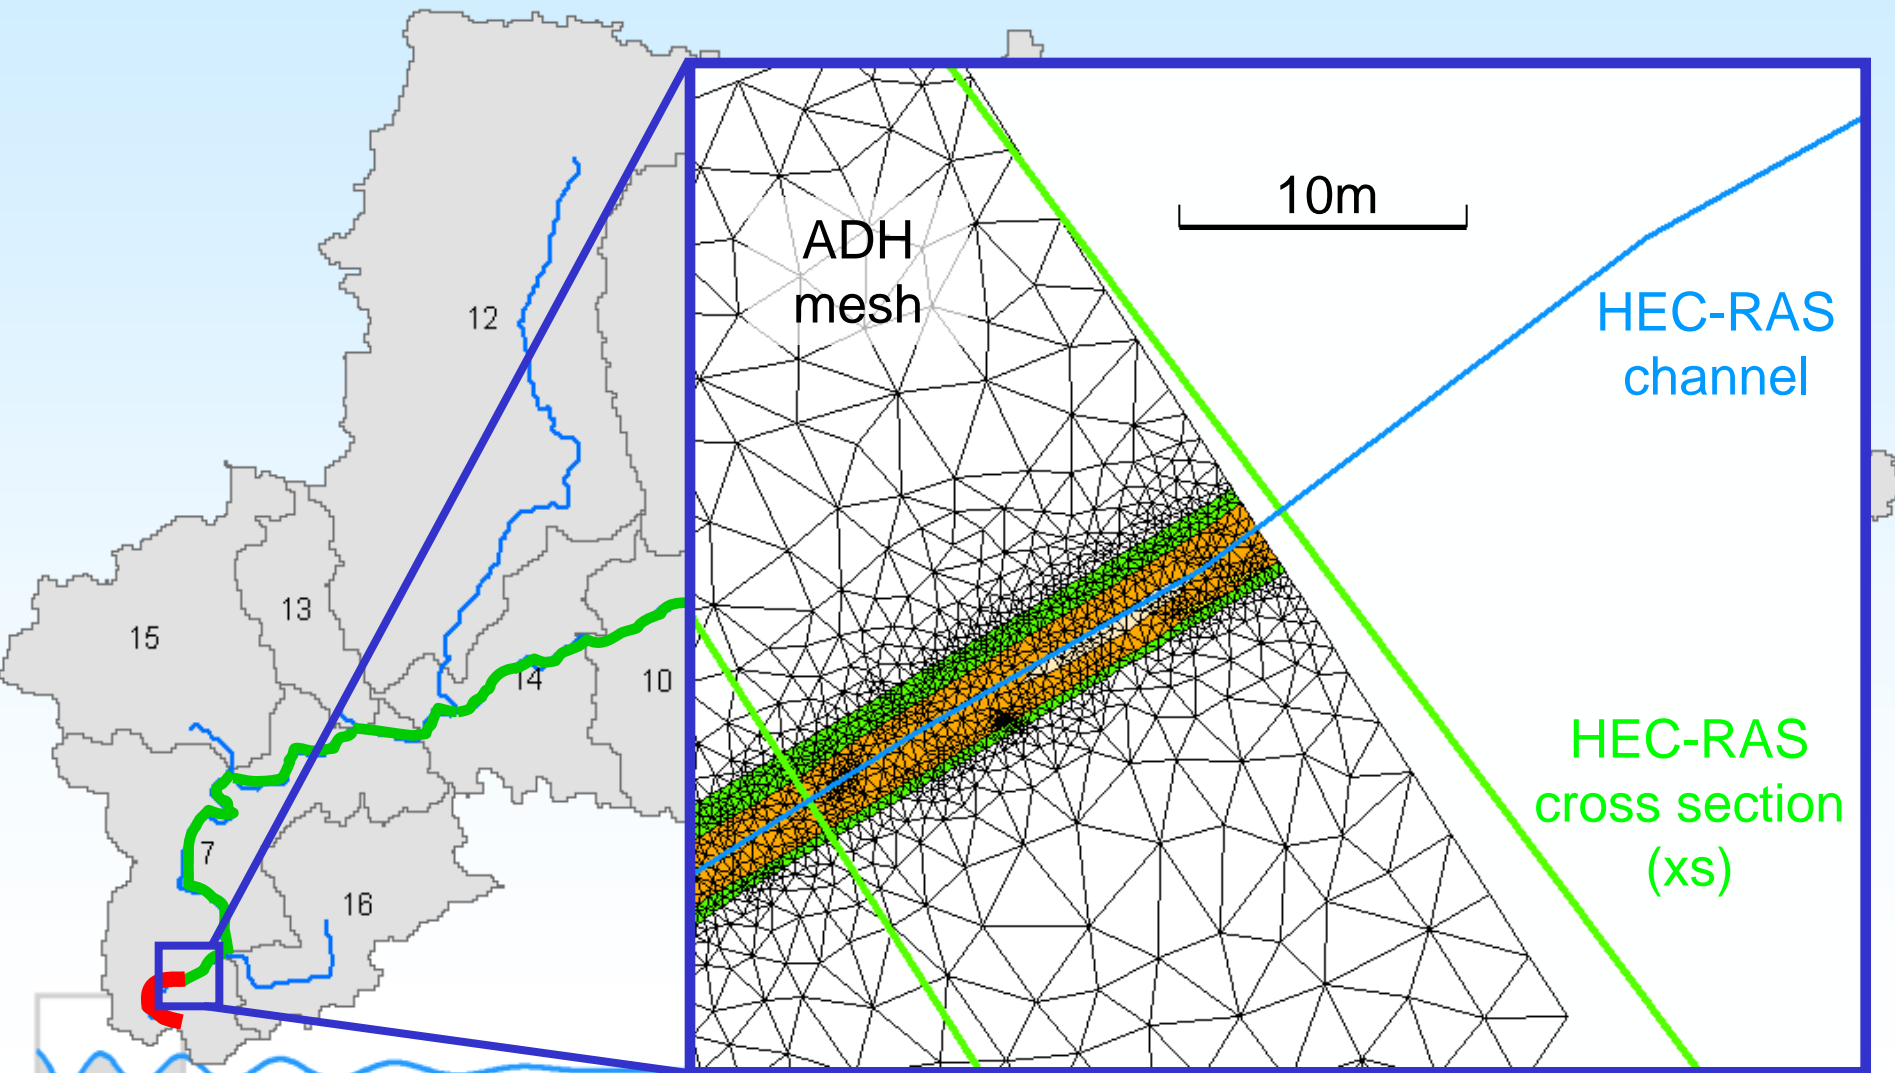 ADH
mesh
10m
HEC-RAS
channel
HEC-RAS
cross section
(xs)
12
13
15
14
10
7
16